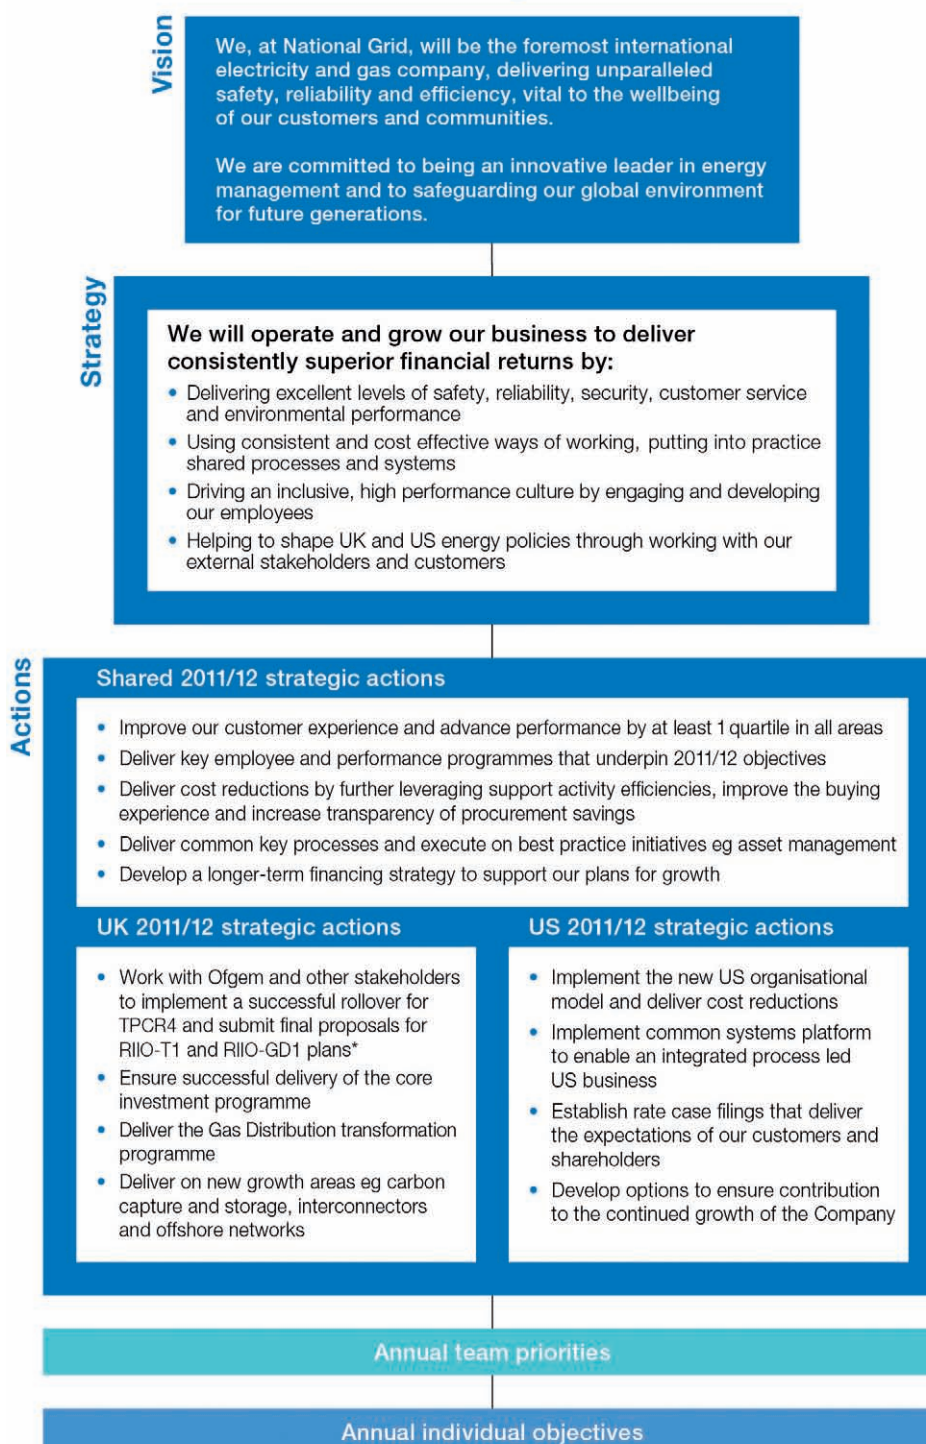 Vision
We, at National Grid, will be the foremost international
electricity and gas company, delivering unparalleled
safety, reliability and efficiency, vital to the wellbeing
of our customers and communities.
We are committed to being an innovative leader in energy
management and to safeguarding our global environment
for future generations.
Strategy
We will operate and grow our business to deliver
consistently superior financial returns by:
• Delivering excellent levels of safety, reliability, security, customer service
and environmental performance
• Using consistent and cost effective ways of working, putting into practice
shared processes and systems
• Driving an inclusive, high performance culture by engaging and developing
our employees
• Helping to shape UK and US energy policies through working with our
external stakeholders and customers
Actions
Shared 2011/12 strategic actions
• Improve our customer experience and advance performance by at least 1 quartile in all areas
• Deliver key employee and performance programmes that underpin 2011/12 objectives
• Deliver cost reductions by further leveraging support activity efficiencies, improve the buying
experience and increase transparency of procurement savings
• Deliver common key processes and execute on best practice initiatives eg asset management
• Develop a longer-term financing strategy to support our plans for growth
UK 2011/12 strategic actions
• Work with Ofgem and other stakeholders
to implement a successful rollover for
TPCR4 and submit final proposals for
RIIO-T1 and RIIO-GD1 plans*
• Ensure successful delivery of the core
investment programme
• Deliver the Gas Distribution transformation
programme
• Deliver on new growth areas eg carbon
capture and storage, interconnectors
and offshore networks
US 2011/12 strategic actions
• Implement the new US organisational
model and deliver cost reductions
• Implement common systems platform
to enable an integrated process led
US business
• Establish rate case filings that deliver
the expectations of our customers and
shareholders
• Develop options to ensure contribution
to the continued growth of the Company
Annual team priorities
Annual individual objectives